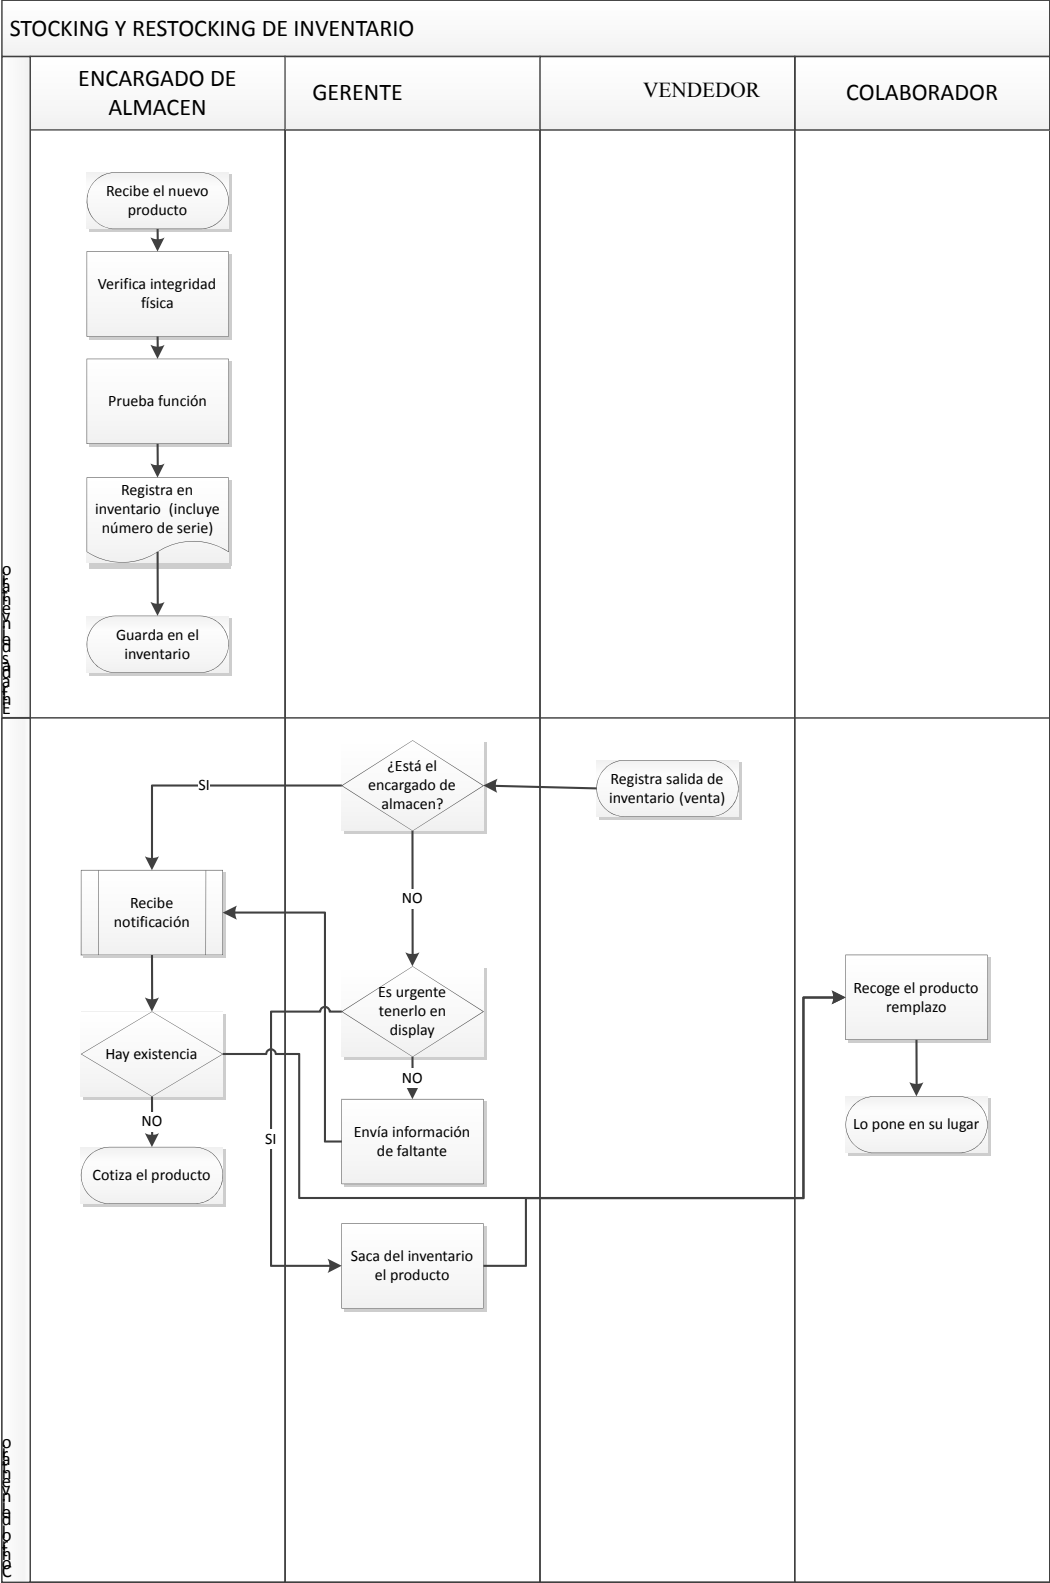 STOCKING Y RESTOCKING DE INVENTARIO
ENCARGADO DE
ALMACEN
GERENTE
VENDEDOR
COLABORADOR
Recibe el nuevo
producto
Verifica integridad
física
Prueba función
Registra en
inventario (incluye
número de serie)
Guarda en el
inventario
¿Está el
encargado de
almacen?
Registra salida de
inventario (venta)
SI
NO
Recibe
notificación
Es urgente
tenerlo en
display
Recoge el producto
remplazo
Hay existencia
NO
NO
SI
Envía información
de faltante
Lo pone en su lugar
Cotiza el producto
Saca del inventario
el producto